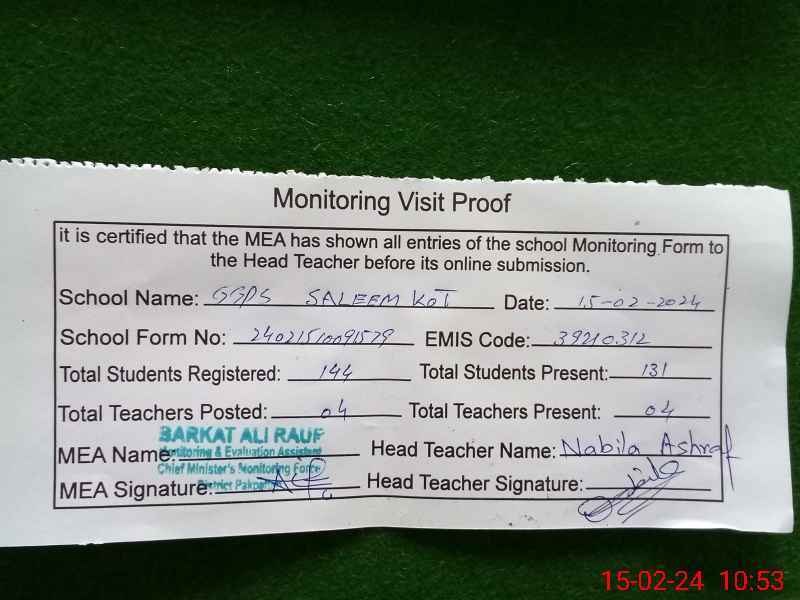 Monitoring Visit Proof
it is certified that the MEA has shown all entries of the school Monitoring Form to
the Head Teacher before its online submission.
School Name: GGPS SALEEM KOT Date: 15-02-2024
School Form No: 24021510091579 EMIS Code: 39210312
Total Students Registered: 144 Total Students Present: 131
Total Teachers Posted: 04 Total Teachers Present: 04
BARKAT ALI RAUF
Monitoring & Evaluation Assistant
MEA Name: Head Teacher Name: Nabila Ashraf
Chief Minister's Monitoring Force
MEA Signature: Head Teacher Signature:
District
15-02-24 10:53